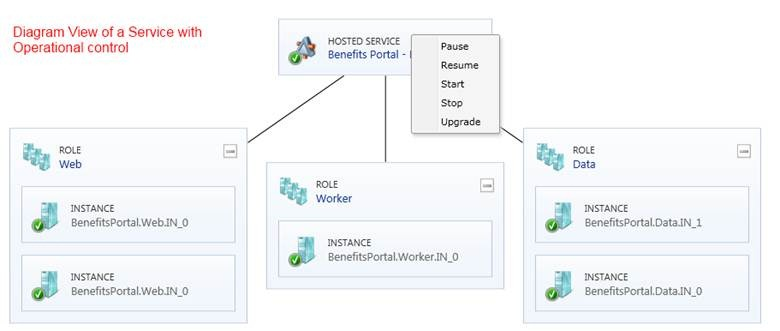 Diagram View of a Service with
Operational control
HOSTED SERVICE
Benefits Portal -
Pause
Resume
Start
Stop
Upgrade
ROLE
Web
INSTANCE
BenefitsPortal.Web.IN_0
INSTANCE
BenefitsPortal.Web.IN_0
ROLE
Worker
INSTANCE
BenefitsPortal.Worker.IN_0
ROLE
Data
INSTANCE
BenefitsPortal.Data.IN_1
INSTANCE
BenefitsPortal.Data.IN_0